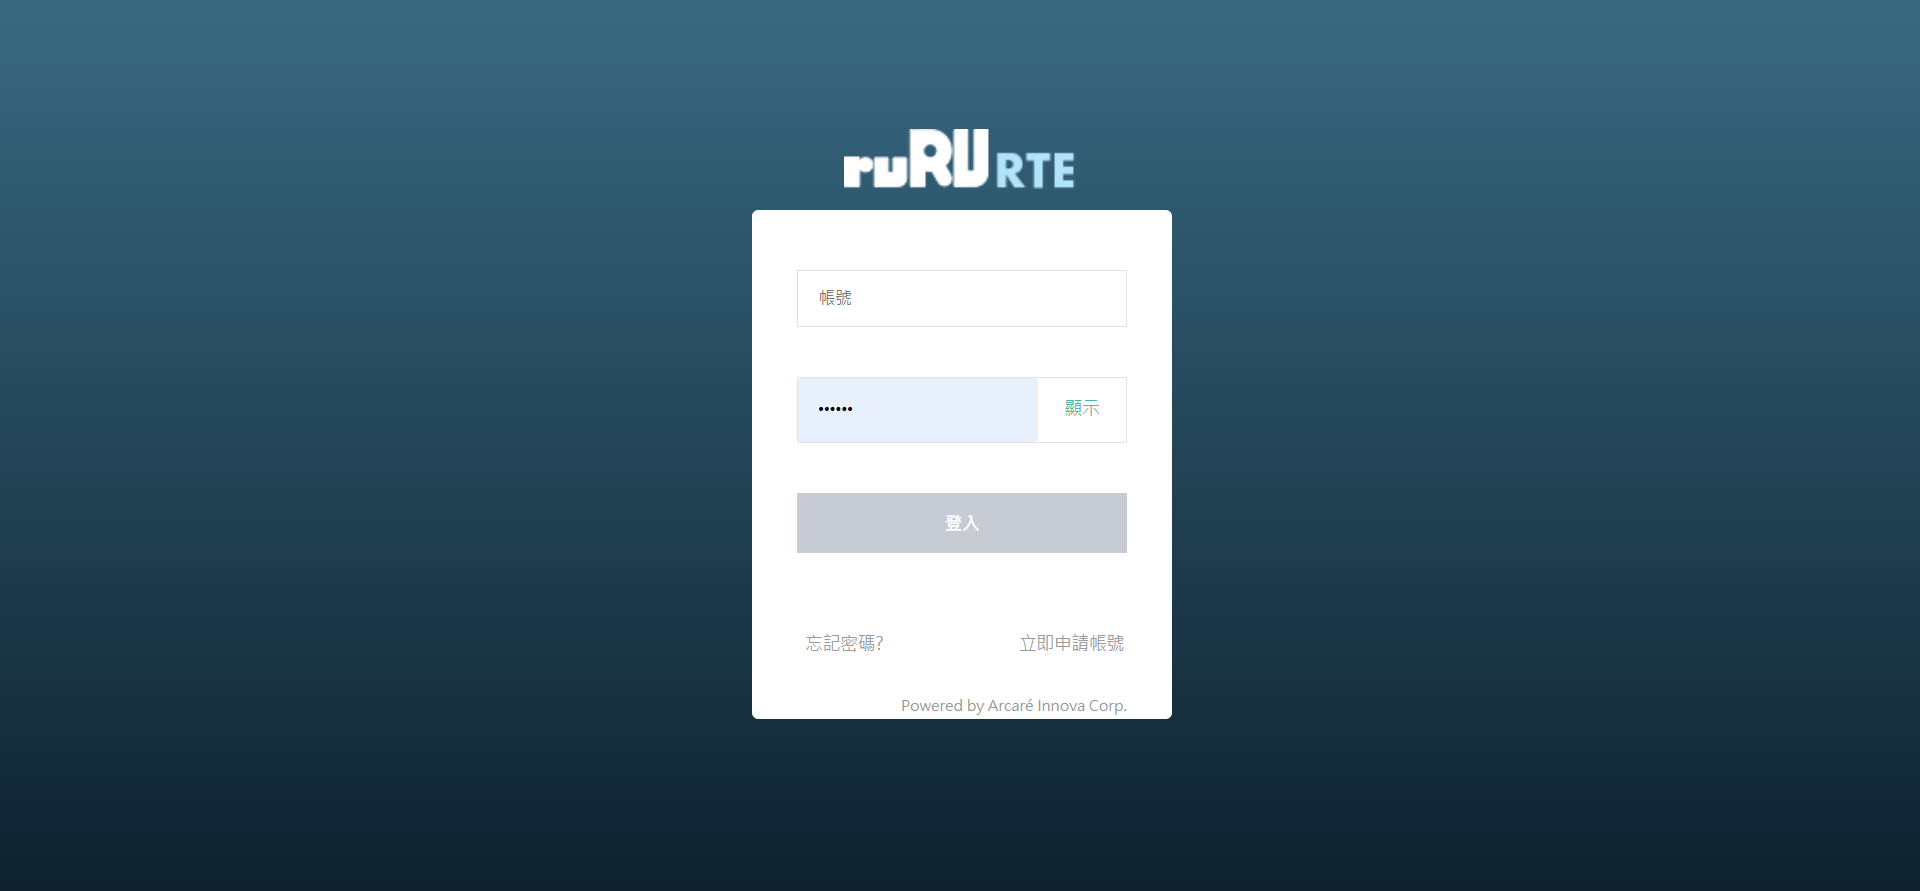 ruRU RTE
帳號
••••••
顯示
登入
忘記密碼?
立即申請帳號
Powered by Arcaré Innova Corp.